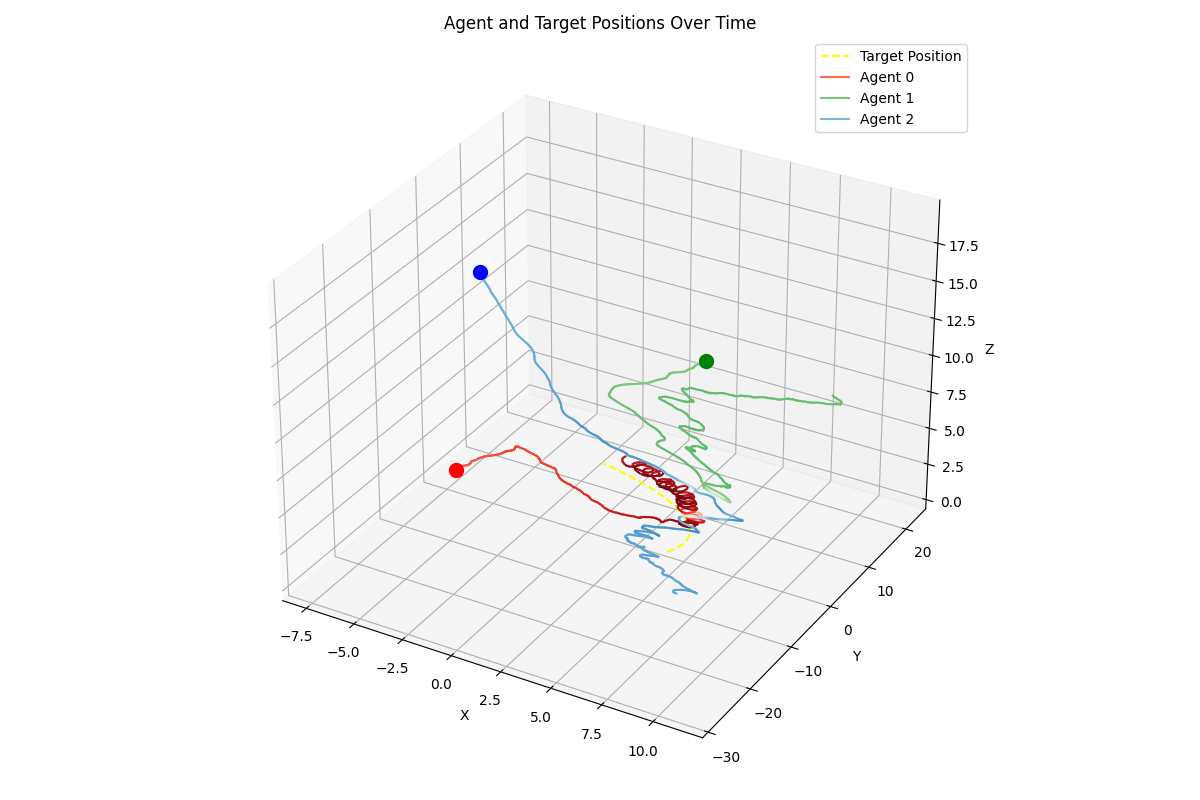 Agent and Target Positions Over Time
Target Position
Agent 0
Agent 1
Agent 2
17.5
15.0
12.5
10.0
7.5
5.0
2.5
0.0
Z
20
10
0
−10
−20
−30
Y
−7.5
−5.0
−2.5
0.0
2.5
5.0
7.5
10.0
X